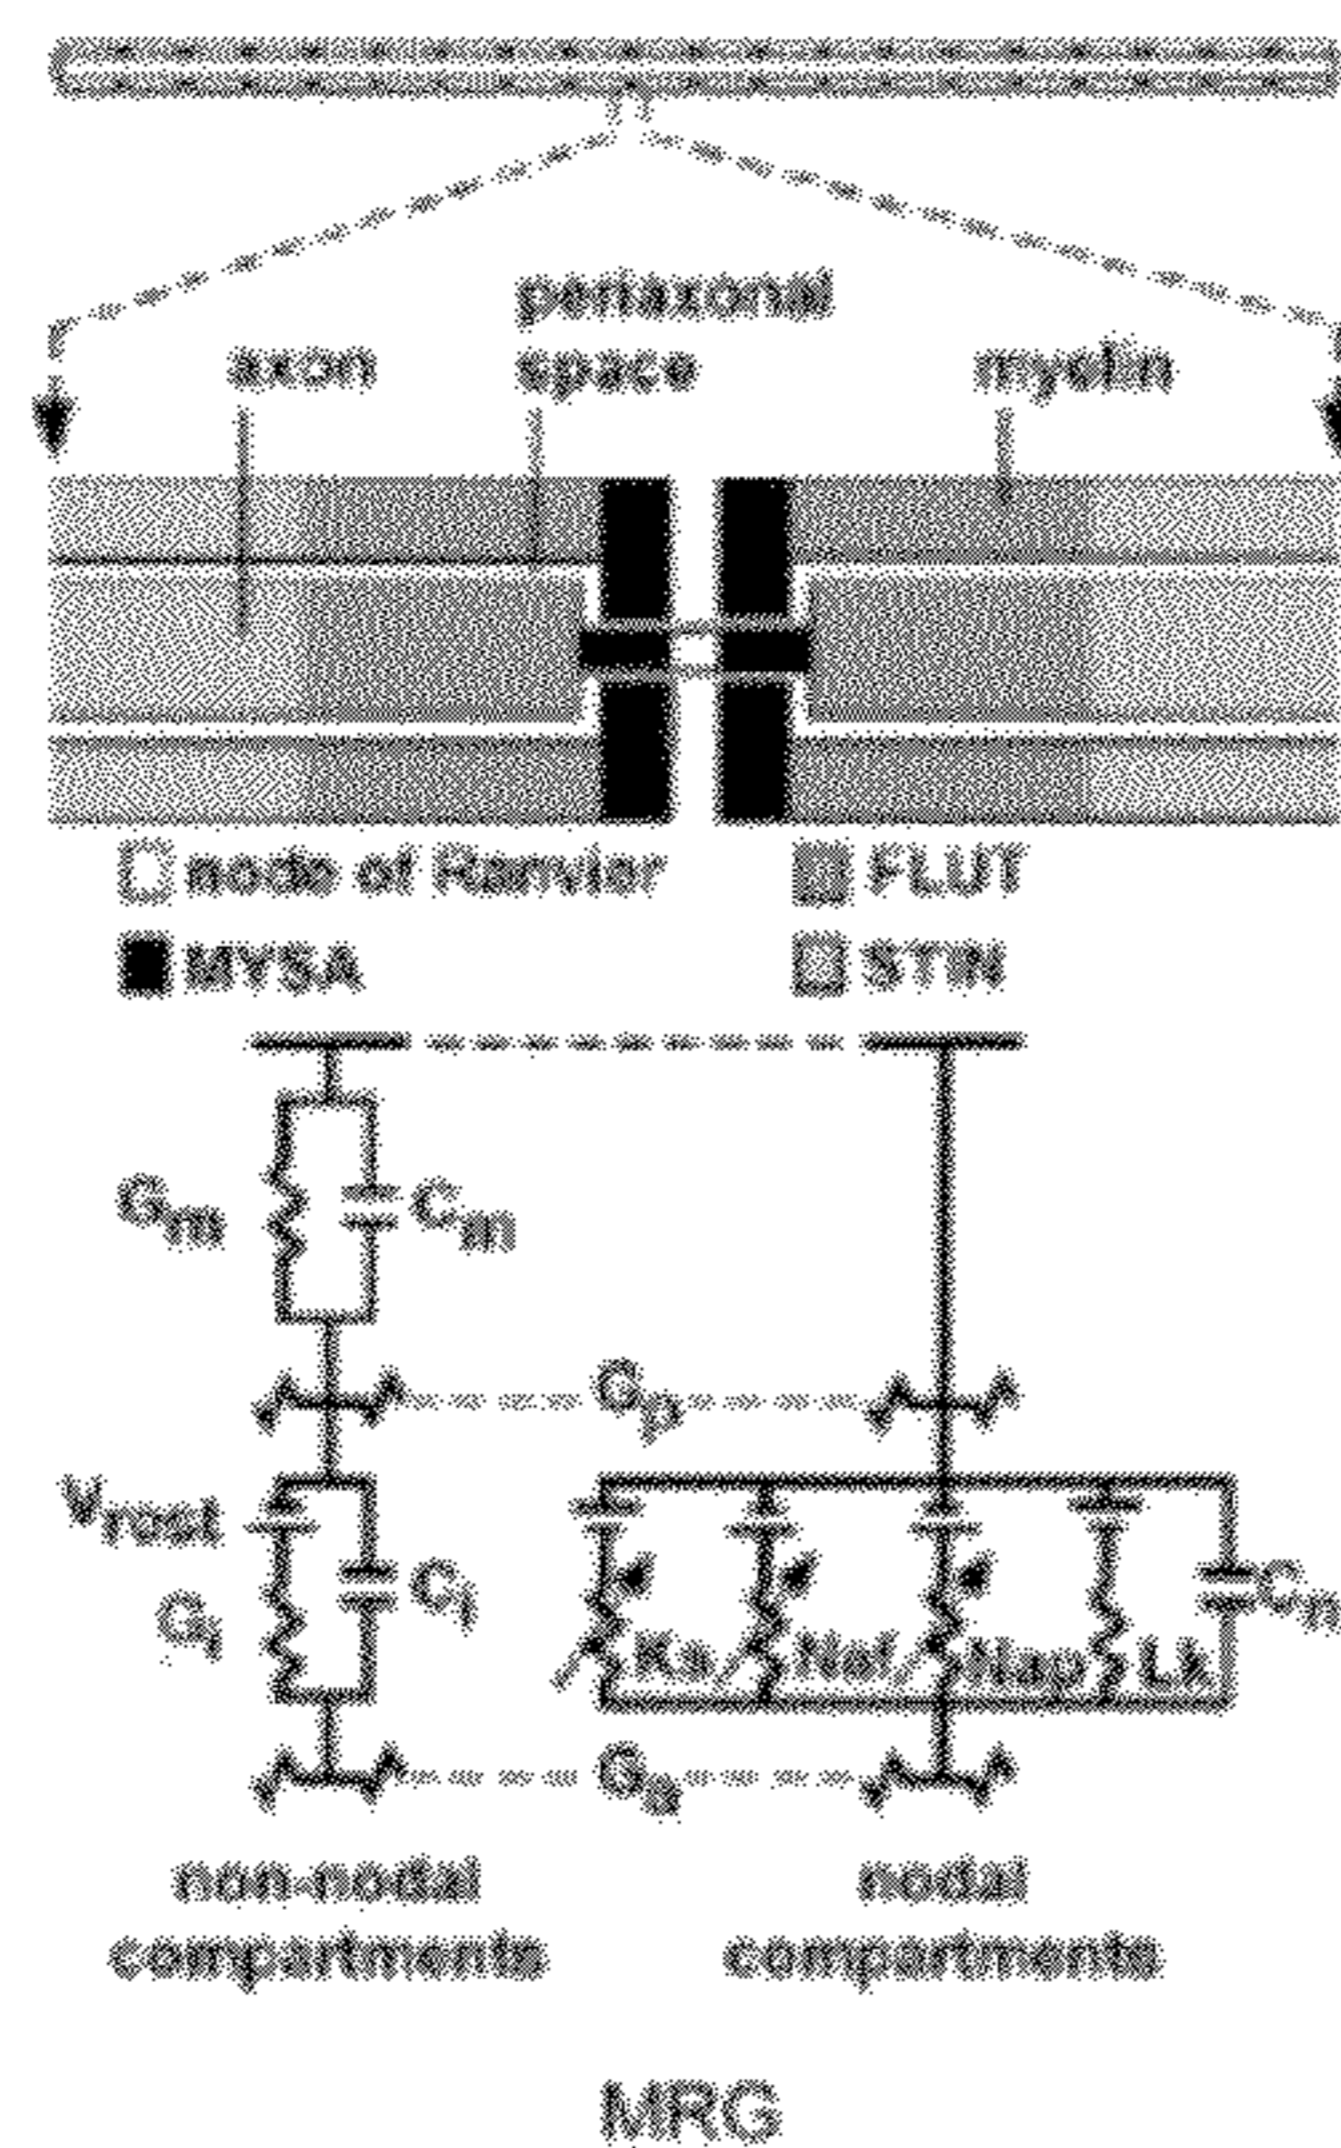 periaxonal
axon space myelin
node of Ranvier FLUT
MYSA STIN
Gm Cm
Gp
Vrest
Gi Ci
Ks Naf Nap Lk Cn
Ga
non-nodal nodal
compartments compartments
MRG